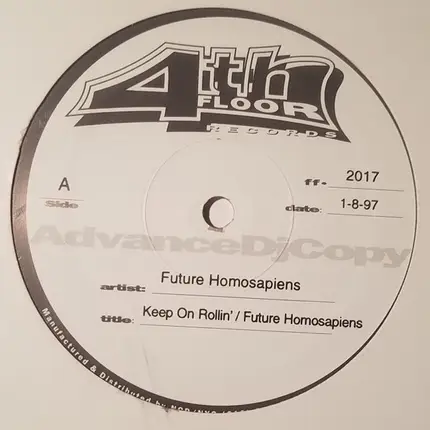 4th
FLOOR
RECORDS
A
Side
ff- 2017
date: 1-8-97
AdvanceDjCopy
artist: Future Homosapiens
title: Keep On Rollin' / Future Homosapiens
Manufactured & Distributed by